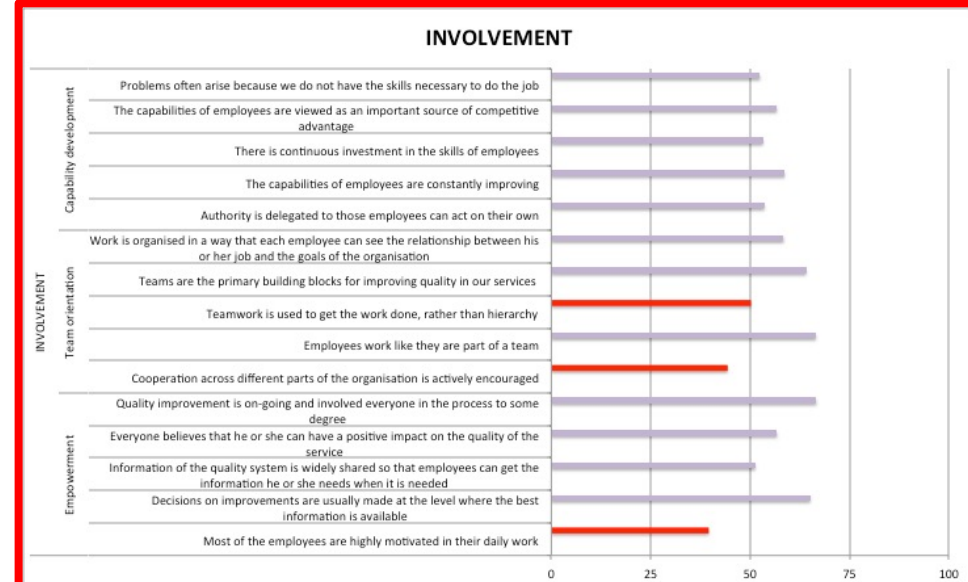 INVOLVEMENT
INVOLVEMENT
Capability development
Problems often arise because we do not have the skills necessary to do the job
The capabilities of employees are viewed as an important source of competitive
advantage
There is continuous investment in the skills of employees
The capabilities of employees are constantly improving
Authority is delegated to those employees can act on their own
Team orientation
Work is organised in a way that each employee can see the relationship between his
or her job and the goals of the organisation
Teams are the primary building blocks for improving quality in our services
Teamwork is used to get the work done, rather than hierarchy
Employees work like they are part of a team
Cooperation across different parts of the organisation is actively encouraged
Empowerment
Quality improvement is on-going and involved everyone in the process to some
degree
Everyone believes that he or she can have a positive impact on the quality of the
service
Information of the quality system is widely shared so that employees can get the
information he or she needs when it is needed
Decisions on improvements are usually made at the level where the best
information is available
Most of the employees are highly motivated in their daily work
0 25 50 75 100